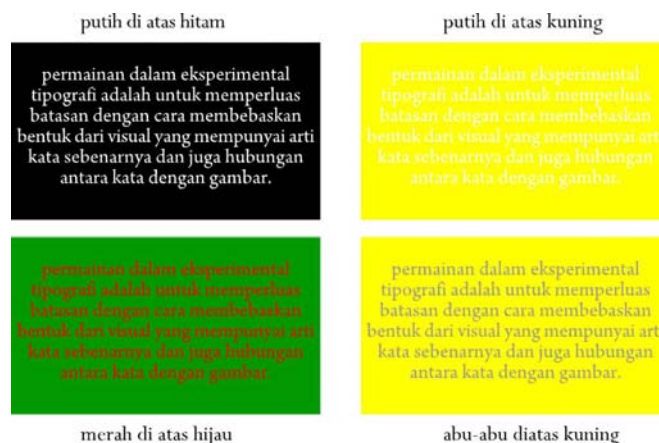 putih di atas hitam
putih di atas kuning
permainan dalam eksperimental
tipografi adalah untuk memperluas
batasan dengan cara membebaskan
bentuk dari visual yang mempunyai arti
kata sebenarnya dan juga hubungan
antara kata dengan gambar.
permainan dalam eksperimental
tipografi adalah untuk memperluas
batasan dengan cara membebaskan
bentuk dari visual yang mempunyai arti
kata sebenarnya dan juga hubungan
antara kata dengan gambar.
permainan dalam eksperimental
tipografi adalah untuk memperluas
batasan dengan cara membebaskan
bentuk dari visual yang mempunyai arti
kata sebenarnya dan juga hubungan
antara kata dengan gambar.
permainan dalam eksperimental
tipografi adalah untuk memperluas
batasan dengan cara membebaskan
bentuk dari visual yang mempunyai arti
kata sebenarnya dan juga hubungan
antara kata dengan gambar.
merah di atas hijau
abu-abu diatas kuning